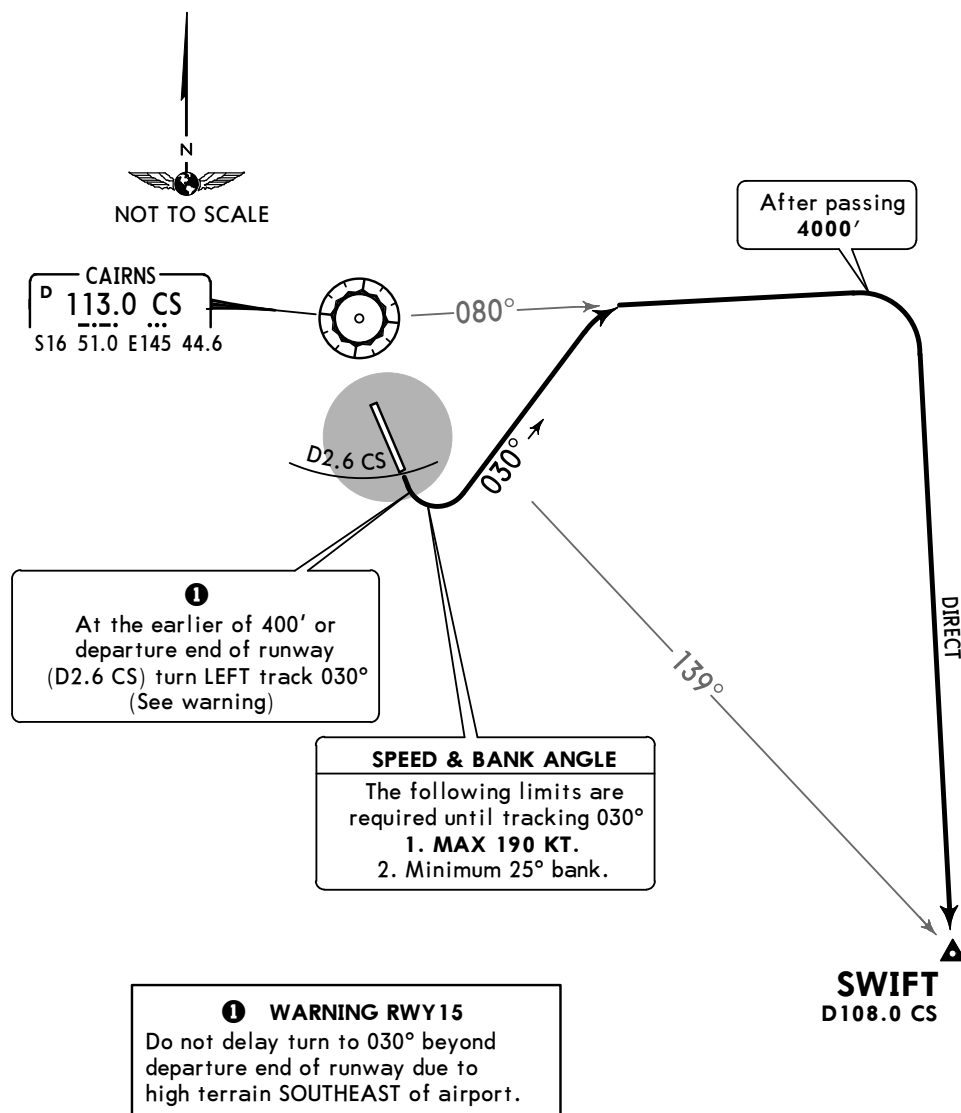 N
NOT TO SCALE
After passing
4000'
CAIRNS
D 113.0 CS
S16 51.0 E145 44.6
080°
D2.6 CS
030°
1
At the earlier of 400' or
departure end of runway
(D2.6 CS) turn LEFT track 030°
(See warning)
139°
DIRECT
SPEED & BANK ANGLE
The following limits are
required until tracking 030°
1. MAX 190 KT.
2. Minimum 25° bank.
SWIFT
D108.0 CS
1 WARNING RWY15
Do not delay turn to 030° beyond
departure end of runway due to
high terrain SOUTHEAST of airport.